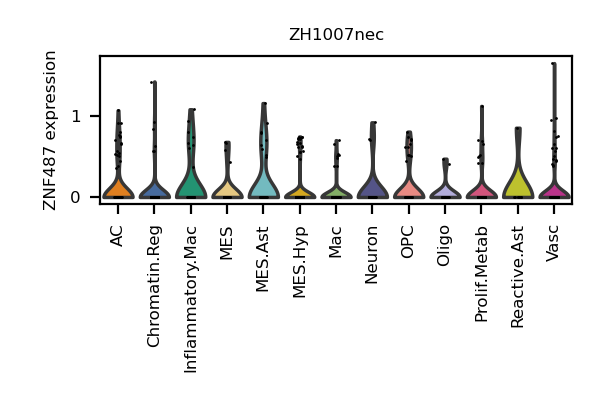 ZH1007nec
ZNF487 expression
1
0
AC
Chromatin.Reg
Inflammatory.Mac
MES
MES.Ast
MES.Hyp
Mac
Neuron
OPC
Oligo
Prolif.Metab
Reactive.Ast
Vasc